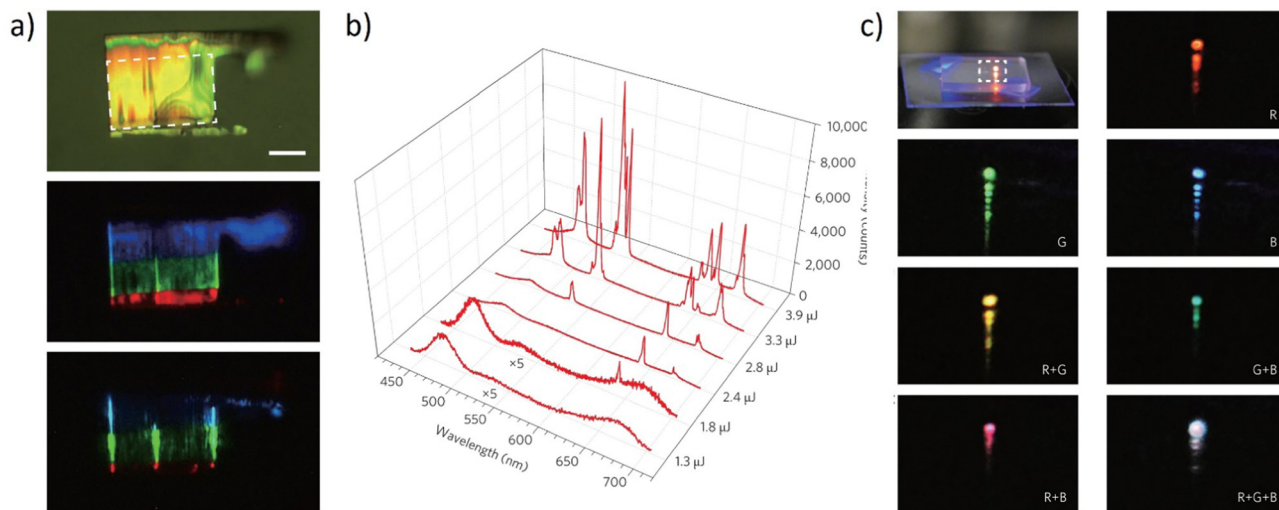 a)
b)
c)
10,000
8,000
6,000
4,000
2,000
0
3.9 μJ
3.3 μJ
2.8 μJ
2.4 μJ
1.8 μJ
1.3 μJ
×5
×5
450
500
550
600
650
700
Wavelength (nm)
(Counts)
R
G
B
R+G
G+B
R+B
R+G+B